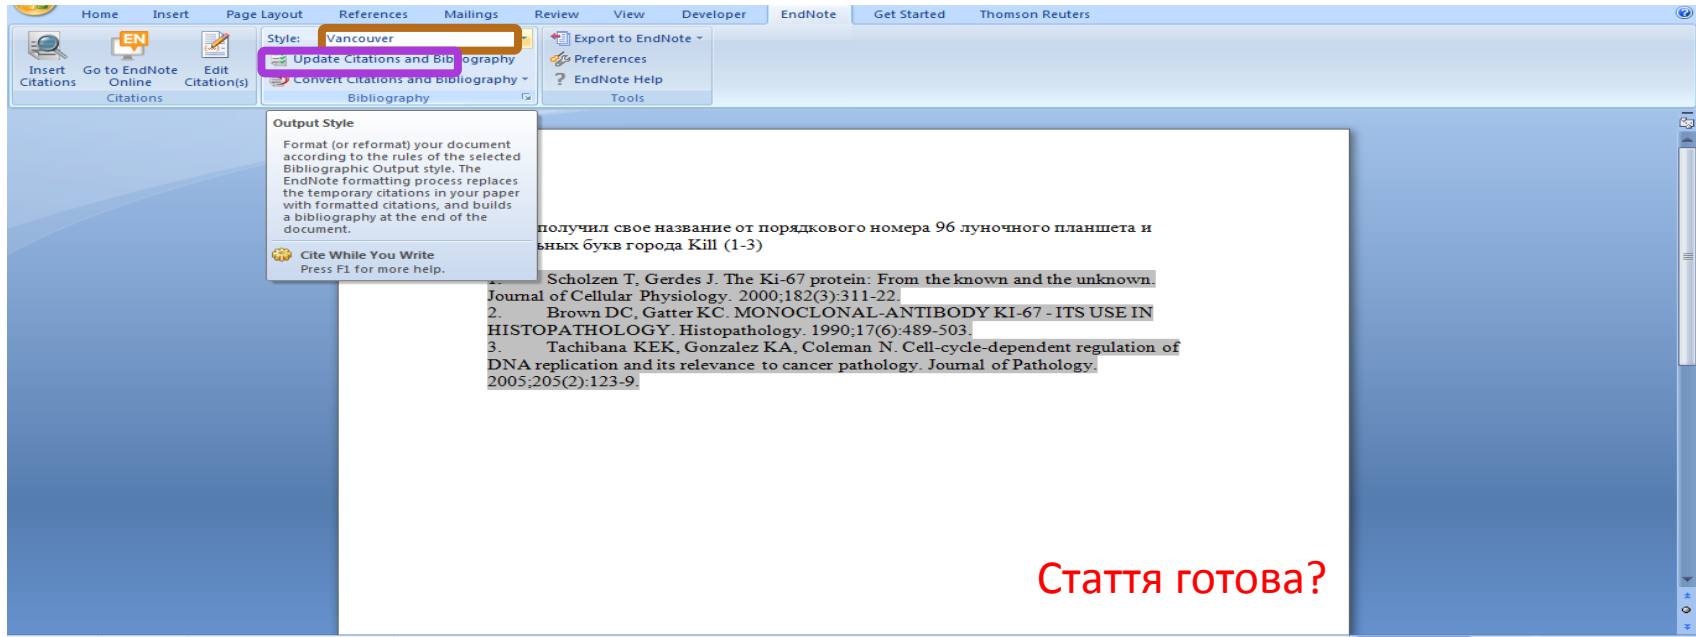 Home Insert Page Layout References Mailings Review View Developer EndNote Get Started Thomson Reuters
EN
Insert Citations
Go to EndNote Online
Edit Citation(s)
Citations
Style: Vancouver
Update Citations and Bibliography
Convert Citations and Bibliography
Bibliography
Export to EndNote
Preferences
? EndNote Help
Tools
Output Style
Format (or reformat) your document
according to the rules of the selected
Bibliographic Output style. The
EndNote formatting process replaces
the temporary citations in your paper
with formatted citations, and builds
a bibliography at the end of the
document.
Cite While You Write
Press F1 for more help.
получил свое название от порядкового номера 96 луночного планшета и
ьных букв города Kill (1-3)
1. Scholzen T, Gerdes J. The Ki-67 protein: From the known and the unknown.
Journal of Cellular Physiology. 2000;182(3):311-22.
2. Brown DC, Gatter KC. MONOCLONAL-ANTIBODY KI-67 - ITS USE IN
HISTOPATHOLOGY. Histopathology. 1990;17(6):489-503.
3. Tachibana KEK, Gonzalez KA, Coleman N. Cell-cycle-dependent regulation of
DNA replication and its relevance to cancer pathology. Journal of Pathology.
2005;205(2):123-9.
Стаття готова?